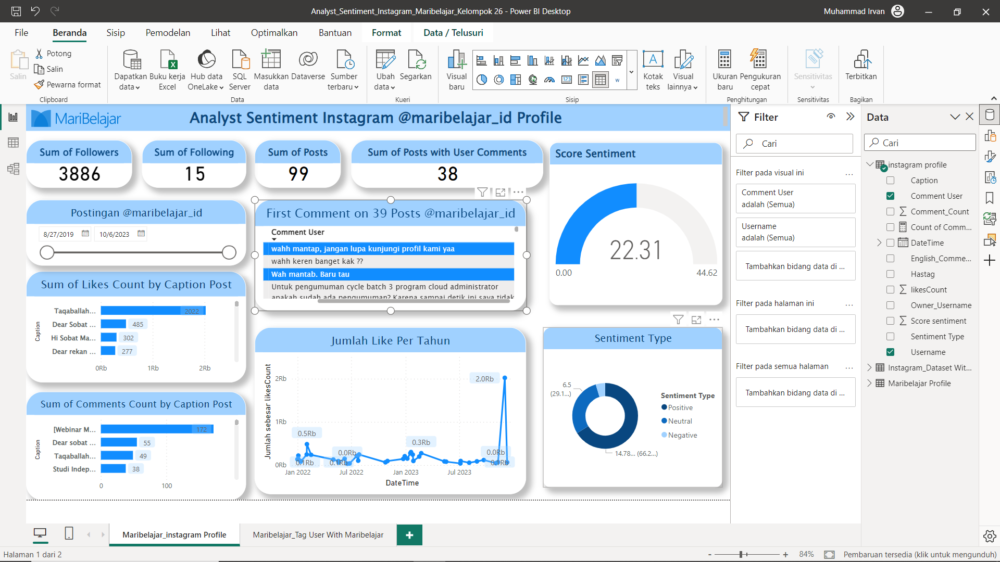 Analyst_Sentiment_Instagram_Maribelajar_Kelompok 26 - Power BI Desktop
Muhammad Irvan
File
Beranda
Sisip
Pemodelan
Lihat
Optimalkan
Bantuan
Format
Data / Telusuri
Salin
Potong
Salin
Pewarna format
Clipboard
Dapatkan data
Buku kerja Excel
Hub data OneLake
SQL Server
Masukkan data
Dataverse
Sumber terbaru
Data
Ubah data
Segarkan
Kueri
Visual baru
Sisip
Kotak teks
Visual lainnya
Ukuran baru
Pengukuran cepat
Penghitungan
Sensitivitas
Sensitivitas
Terbitkan
Bagikan
MariBelajar
Analyst Sentiment Instagram @maribelajar_id Profile
Sum of Followers
3886
Sum of Following
15
Sum of Posts
99
Sum of Posts with User Comments
38
Score Sentiment
22.31
0.00
44.62
Postingan @maribelajar_id
8/27/2019
10/6/2023
First Comment on 39 Posts @maribelajar_id
Comment User
wahh mantap, jangan lupa kunjungi profil kami yaa
wahh keren banget kak ??
Wah mantab. Baru tau
Untuk pengumuman cycle batch 3 program cloud administrator
apakah sudah ada pengumuman? Karena sampai detik ini saya tidak
Sum of Likes Count by Caption Post
Caption
Taqaballah...
2022
Dear Sobat ...
485
Hi Sobat Ma...
302
Dear rekan ...
277
0Rb
1Rb
2Rb
Sum of Comments Count by Caption Post
Caption
[Webinar M...
172
Dear sobat ...
55
Taqaballah...
49
Studi Indep...
38
0
100
Jumlah Like Per Tahun
Jumlah sebesar likesCount
2Rb
1Rb
0Rb
0.5Rb
0.1Rb
0.0Rb
0.1Rb
0.3Rb
2.0Rb
0.0Rb
0.1Rb
Jan 2022
Jul 2022
Jan 2023
Jul 2023
DateTime
Sentiment Type
6.5
(29.1...)
14.78... (66.2...)
Sentiment Type
Positive
Neutral
Negative
Filter
Cari
Filter pada visual ini
Comment User
adalah (Semua)
Username
adalah (Semua)
Tambahkan bidang data di ...
Filter pada halaman ini
Tambahkan bidang data di ...
Filter pada semua halaman
Tambahkan bidang data di ...
Data
Cari
instagram profile
Caption
Comment User
Comment_Count
Count of Comm...
DateTime
English_Comme...
Hastag
likesCount
Owner_Username
Score sentiment
Sentiment Type
Username
Instagram_Dataset Wit...
Maribelajar Profile
Maribelajar_instagram Profile
Maribelajar_Tag User With Maribelajar
Halaman 1 dari 2
84%
Pembaruan tersedia (klik untuk mengunduh)